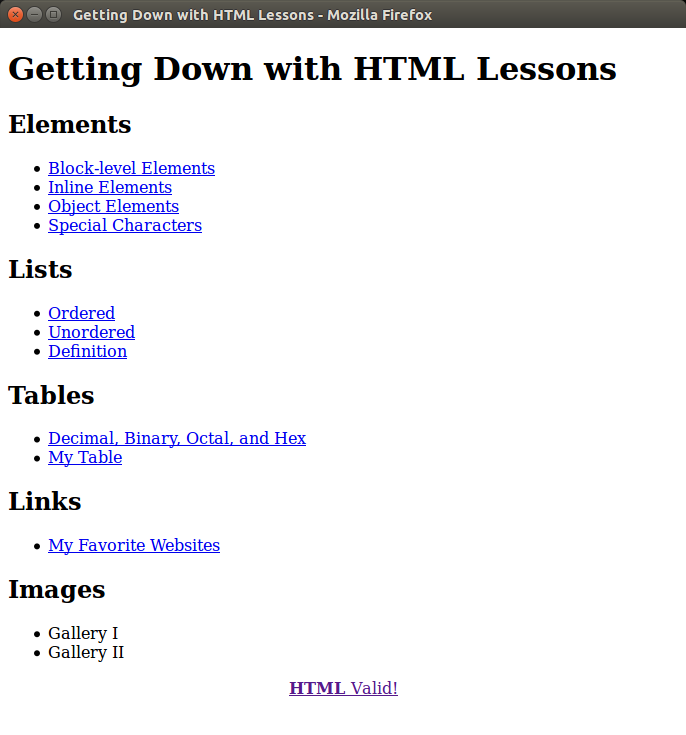 Getting Down with HTML Lessons - Mozilla Firefox
Getting Down with HTML Lessons
Elements
Block-level Elements
Inline Elements
Object Elements
Special Characters
Lists
Ordered
Unordered
Definition
Tables
Decimal, Binary, Octal, and Hex
My Table
Links
My Favorite Websites
Images
Gallery I
Gallery II
HTML Valid!